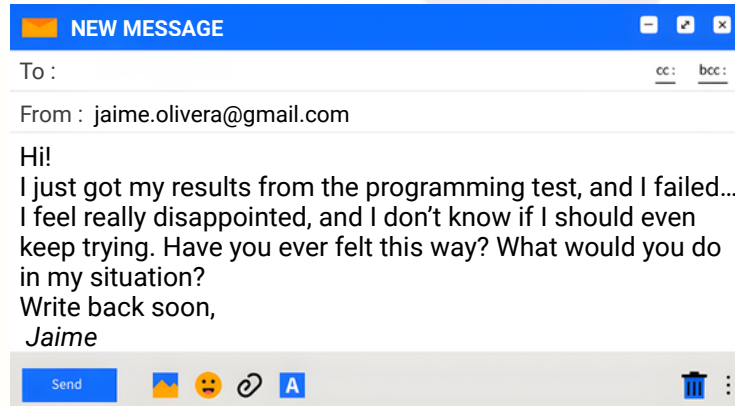 NEW MESSAGE
To :
cc :
bcc :
From : jaime.olivera@gmail.com
Hi!
I just got my results from the programming test, and I failed…
I feel really disappointed, and I don’t know if I should even
keep trying. Have you ever felt this way? What would you do
in my situation?
Write back soon,
Jaime
Send
A